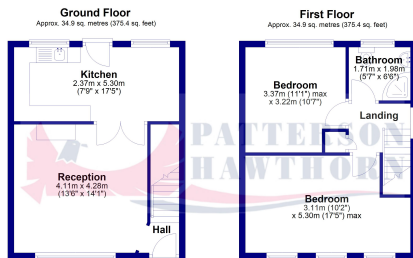 Ground Floor
Approx. 34.9 sq. metres (375.4 sq. feet)
Kitchen
2.37m x 5.30m
(7'9" x 17'5")
Reception
4.11m x 4.28m
(13'6" x 14'1")
Hall
First Floor
Approx. 34.9 sq. metres (375.4 sq. feet)
Bedroom
3.37m (11'1") max
x 3.22m (10'7")
Bathroom
1.71m x 1.98m
(5'7" x 6'6")
Landing
Bedroom
3.11m (10'2")
x 5.30m (17'5") max
PATTERSON
HAWTHORN